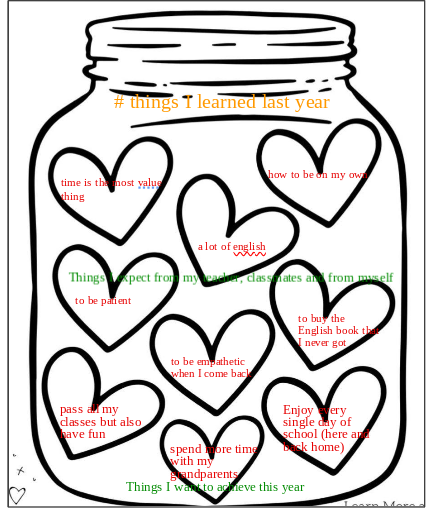 # things I learned last year
how to be on my own
time is the most value
thing
a lot of english
Things I expect from my teacher, classmates and from myself
to be patient
to buy the
English book that
I never got
to be empathetic
when I come back
pass all my
classes but also
have fun
Enjoy every
single day of
school (here and
back home)
spend more time
with my
grandparents
Things I want to achieve this year
Learn More a